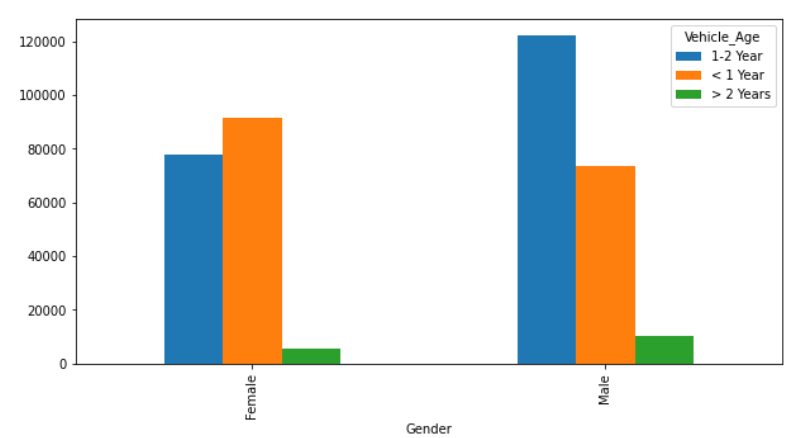 Vehicle_Age
1-2 Year
< 1 Year
> 2 Years
120000
100000
80000
60000
40000
20000
0
Female
Male
Gender